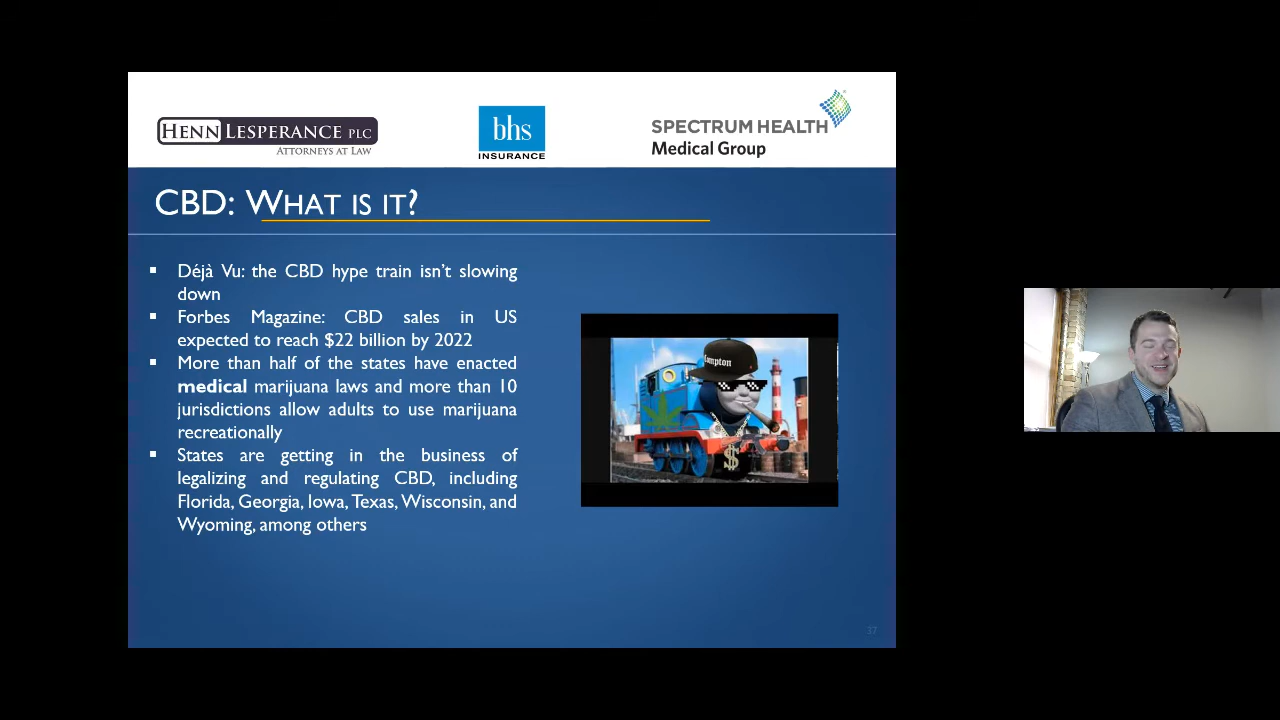 HENN LESPERANCE PLC
ATTORNEYS AT LAW
bhs
INSURANCE
SPECTRUM HEALTH
Medical Group
CBD: WHAT IS IT?
▪ Déjà Vu: the CBD hype train isn't slowing
down
▪ Forbes Magazine: CBD sales in US
expected to reach $22 billion by 2022
▪ More than half of the states have enacted
medical marijuana laws and more than 10
jurisdictions allow adults to use marijuana
recreationally
▪ States are getting in the business of
legalizing and regulating CBD, including
Florida, Georgia, Iowa, Texas, Wisconsin, and
Wyoming, among others
Compton
$
37